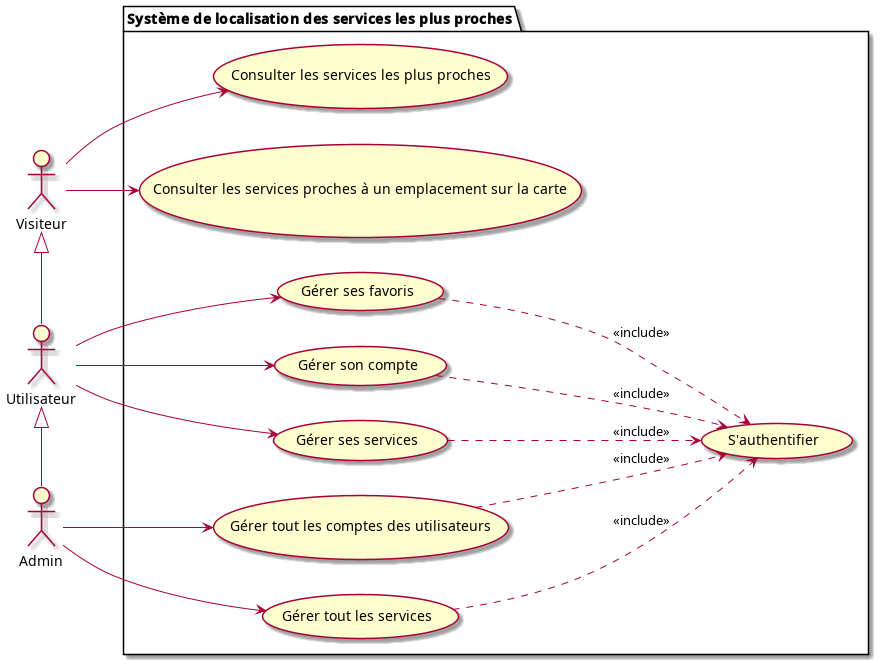 Système de localisation des services les plus proches
Consulter les services les plus proches
Visiteur
Consulter les services proches à un emplacement sur la carte
Gérer ses favoris
«include»
Utilisateur
Gérer son compte
«include»
Gérer ses services
«include»
S'authentifier
«include»
Admin
Gérer tout les comptes des utilisateurs
«include»
Gérer tout les services